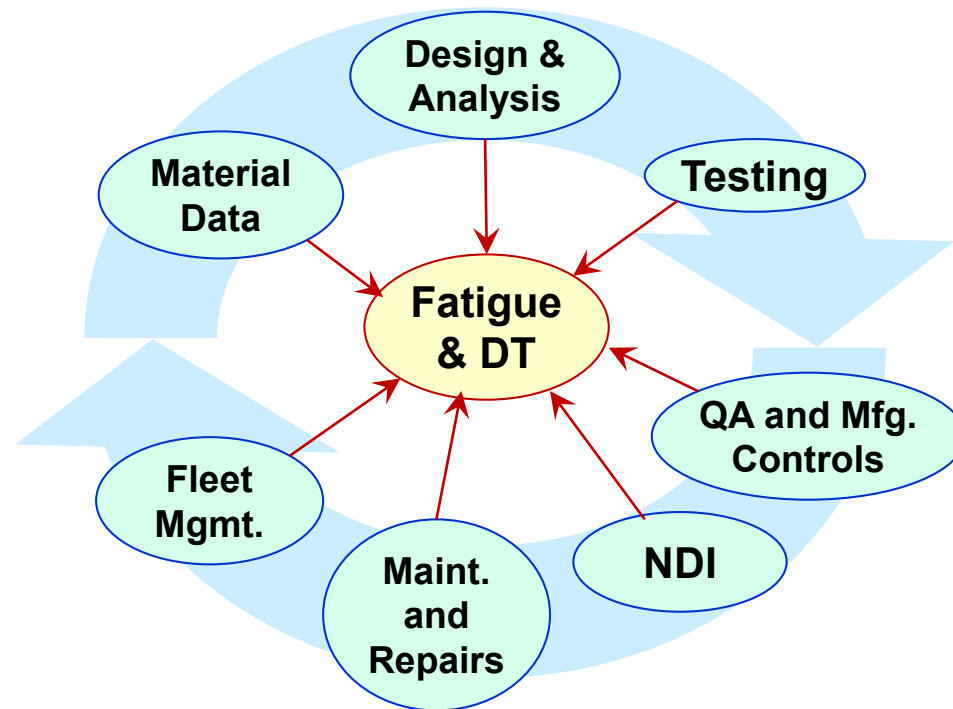 Design &
Analysis
Material
Data
Testing
Fatigue
& DT
QA and Mfg.
Controls
Fleet
Mgmt.
NDI
Maint.
and
Repairs